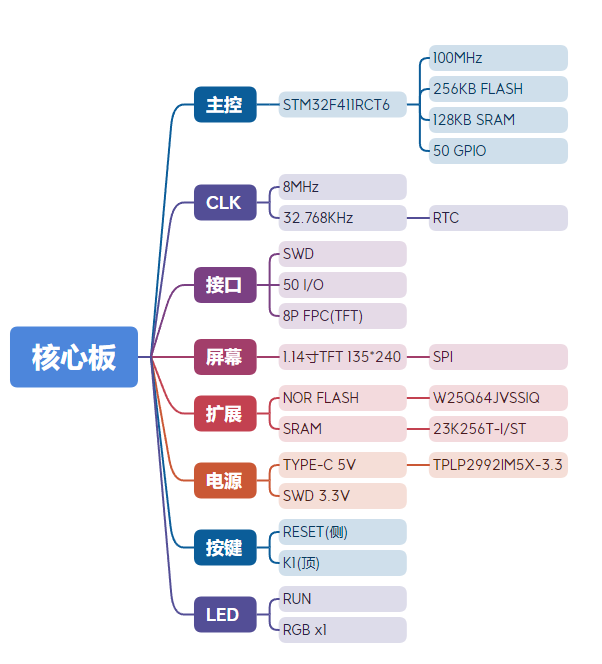 核心板
主控
STM32F411RCT6
100MHz
256KB FLASH
128KB SRAM
50 GPIO
CLK
8MHz
32.768KHz
RTC
接口
SWD
50 I/O
8P FPC(TFT)
屏幕
1.14寸TFT 135*240
SPI
扩展
NOR FLASH
W25Q64JVSSIQ
SRAM
23K256T-I/ST
电源
TYPE-C 5V
TPLP2992IM5X-3.3
SWD 3.3V
按键
RESET(侧)
K1(顶)
LED
RUN
RGB x1